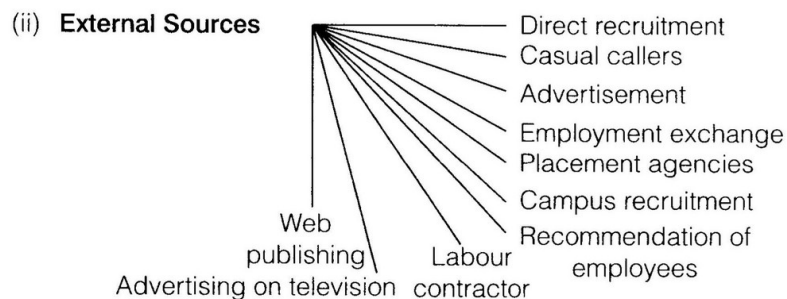 (ii) External Sources
Direct recruitment
Casual callers
Advertisement
Employment exchange
Placement agencies
Campus recruitment
Recommendation of
employees
Labour
contractor
Advertising on television
Web
publishing